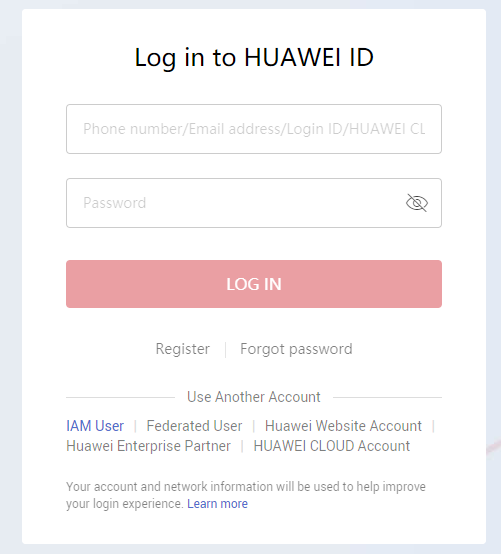 Log in to HUAWEI ID
Phone number/Email address/Login ID/HUAWEI CL
Password
LOG IN
Register | Forgot password
Use Another Account
IAM User | Federated User | Huawei Website Account |
Huawei Enterprise Partner | HUAWEI CLOUD Account
Your account and network information will be used to help improve
your login experience. Learn more